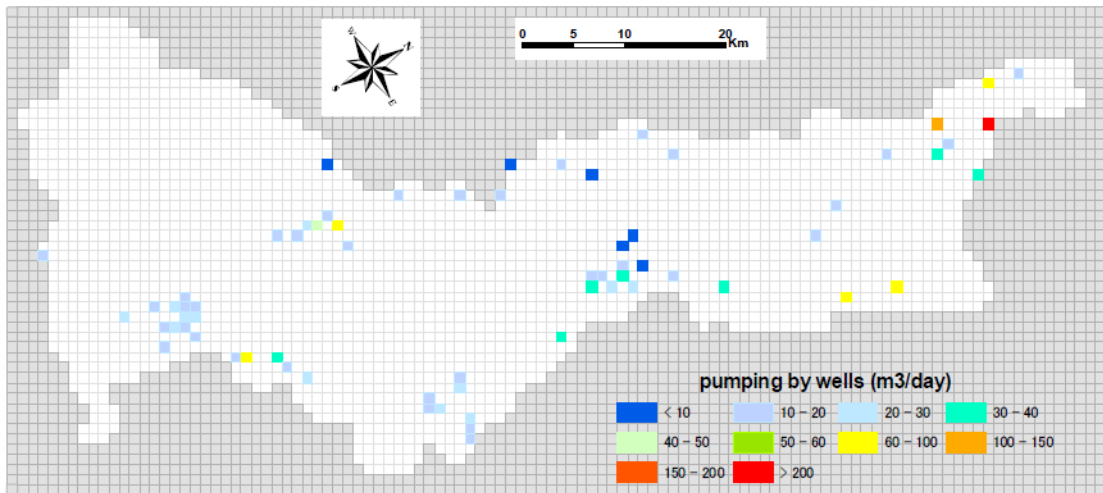 W
N
S
E
0 5 10 20
Km
pumping by wells (m3/day)
< 10 10 – 20 20 – 30 30 – 40
40 – 50 50 – 60 60 – 100 100 – 150
150 – 200 > 200